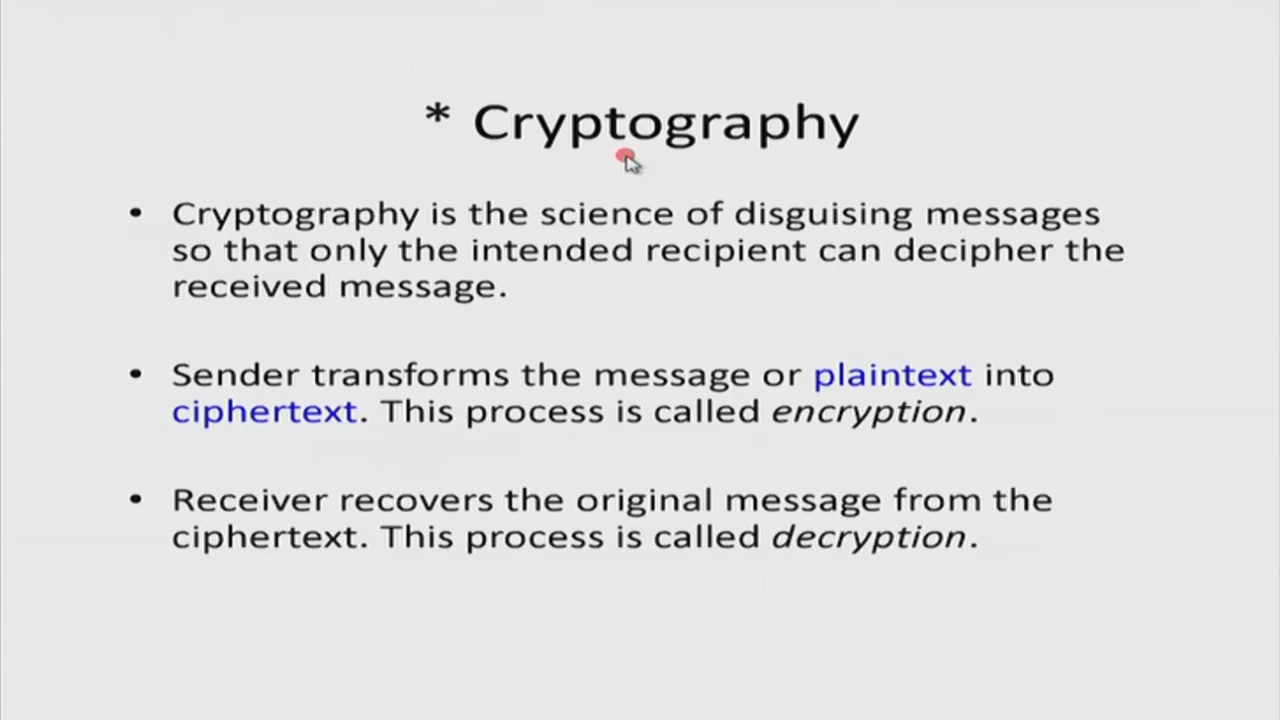 * Cryptography
• Cryptography is the science of disguising messages
so that only the intended recipient can decipher the
received message.
• Sender transforms the message or plaintext into
ciphertext. This process is called encryption.
• Receiver recovers the original message from the
ciphertext. This process is called decryption.